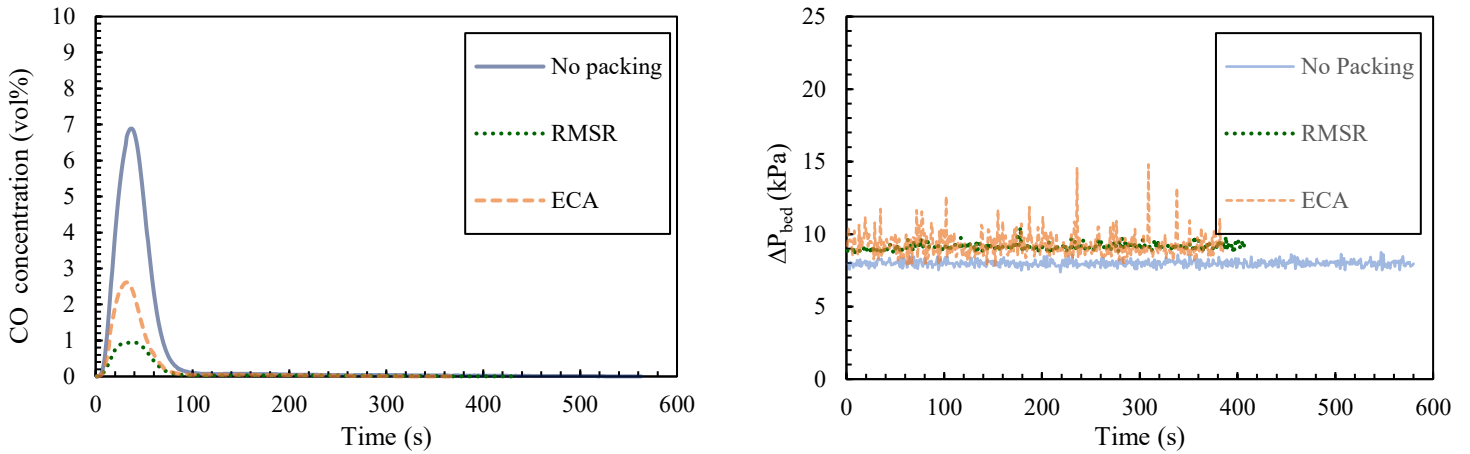 CO concentration (vol%)
10
9
8
7
6
5
4
3
2
1
0
0 100 200 300 400 500 600
Time (s)
No packing
RMSR
ECA
ΔP_bed (kPa)
25
20
15
10
5
0
0 100 200 300 400 500 600
Time (s)
No Packing
RMSR
ECA